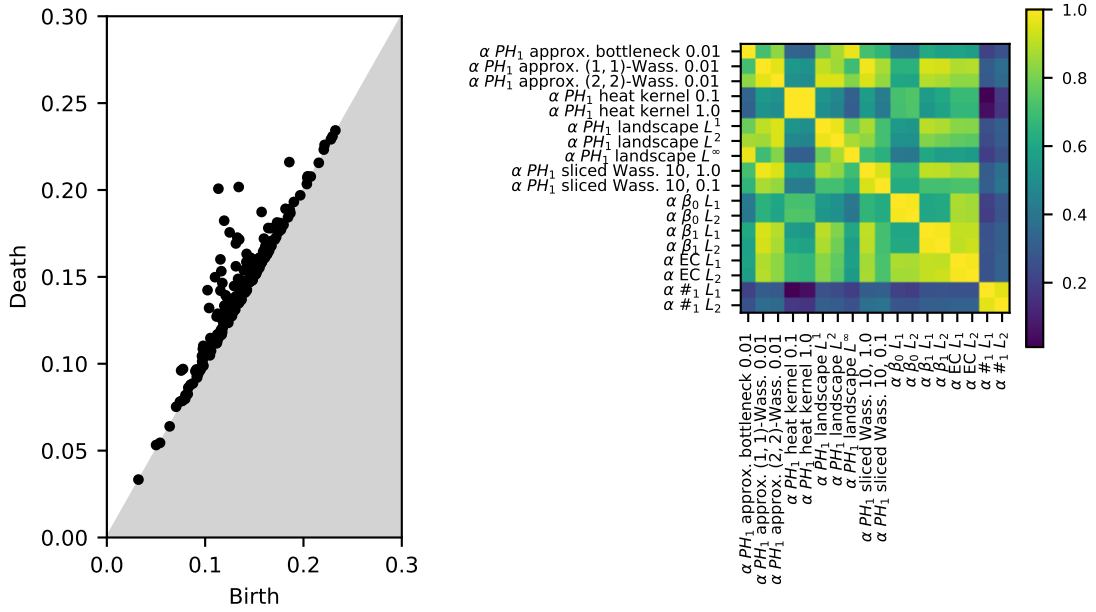 0.30
0.25
0.20
0.15
0.10
0.05
0.00
Death
0.0 0.1 0.2 0.3
Birth
α PH₁ approx. bottleneck 0.01
α PH₁ approx. (1, 1)-Wass. 0.01
α PH₁ approx. (2, 2)-Wass. 0.01
α PH₁ heat kernel 0.1
α PH₁ heat kernel 1.0
α PH₁ landscape L¹
α PH₁ landscape L²
α PH₁ landscape L∞
α PH₁ sliced Wass. 10, 1.0
α PH₁ sliced Wass. 10, 0.1
α β₀ L₁
α β₀ L₂
α β₁ L₁
α β₁ L₂
α EC L₁
α EC L₂
α #₁ L₁
α #₁ L₂
α PH₁ approx. bottleneck 0.01
α PH₁ approx. (1, 1)-Wass. 0.01
α PH₁ approx. (2, 2)-Wass. 0.01
α PH₁ heat kernel 0.1
α PH₁ heat kernel 1.0
α PH₁ landscape L¹
α PH₁ landscape L²
α PH₁ landscape L∞
α PH₁ sliced Wass. 10, 1.0
α PH₁ sliced Wass. 10, 0.1
α β₀ L₁
α β₀ L₂
α β₁ L₁
α β₁ L₂
α EC L₁
α EC L₂
α #₁ L₁
α #₁ L₂
1.0
0.8
0.6
0.4
0.2